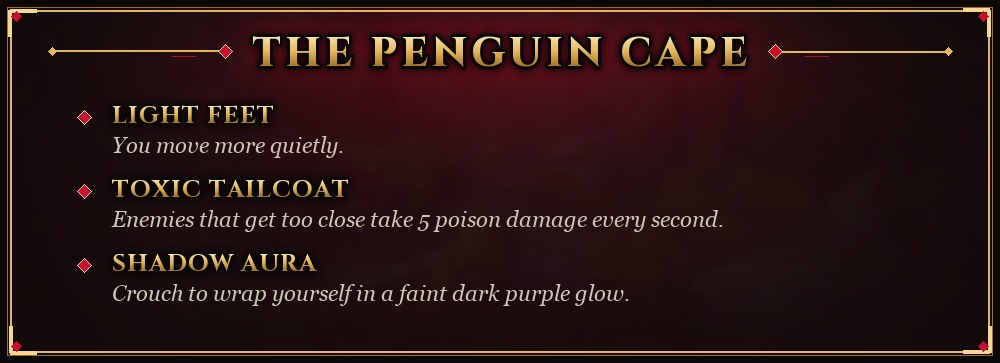 THE PENGUIN CAPE
LIGHT FEET
You move more quietly.
TOXIC TAILCOAT
Enemies that get too close take 5 poison damage every second.
SHADOW AURA
Crouch to wrap yourself in a faint dark purple glow.